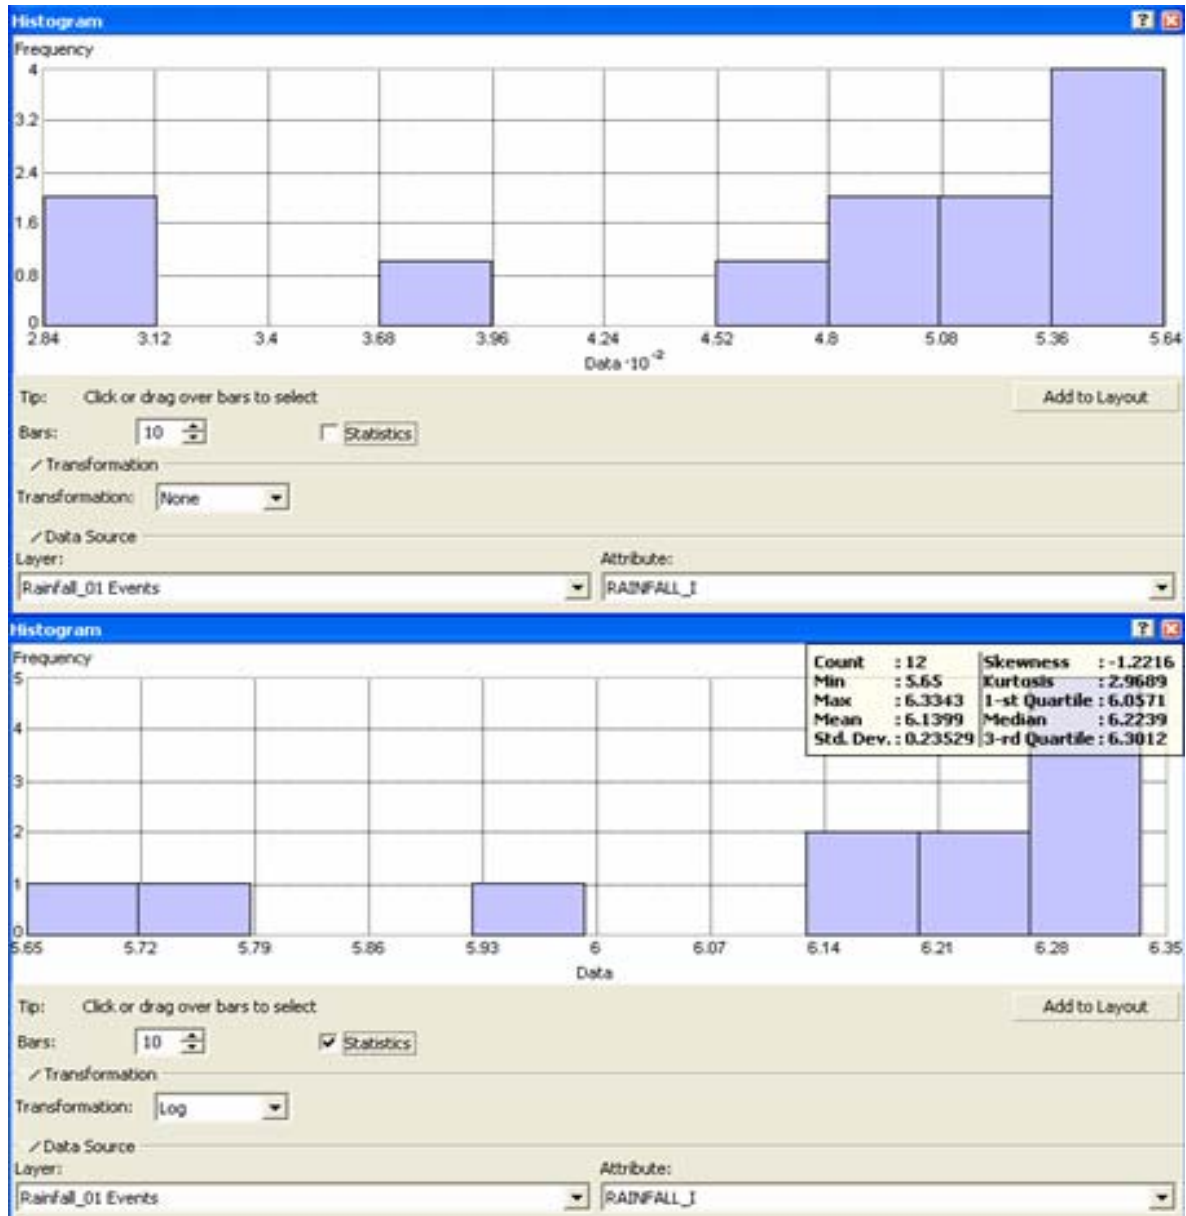 Histogram
Frequency
4
3.2
2.4
1.6
0.8
0
2.84 3.12 3.4 3.68 3.96 4.24 4.52 4.8 5.08 5.36 5.64
Data ·10⁻²
Tip: Click or drag over bars to select Add to Layout
Bars: 10 Statistics
Transformation
Transformation: None
Data Source
Layer: Attribute:
Rainfall_01 Events RAINFALL_I
Histogram
Frequency
Count : 12 Skewness : -1.2216
Min : 5.65 Kurtosis : 2.9689
Max : 6.3343 1-st Quartile : 6.0571
Mean : 6.1399 Median : 6.2239
Std. Dev. : 0.23529 3-rd Quartile : 6.3012
5
4
3
2
1
0
5.65 5.72 5.79 5.86 5.93 6 6.07 6.14 6.21 6.28 6.35
Data
Tip: Click or drag over bars to select Add to Layout
Bars: 10 Statistics
Transformation
Transformation: Log
Data Source
Layer: Attribute:
Rainfall_01 Events RAINFALL_I